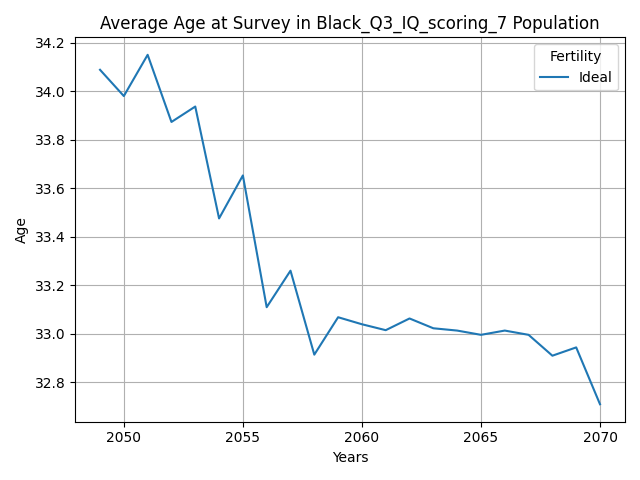 Average Age at Survey in Black_Q3_IQ_scoring_7 Population
Fertility
Ideal
34.2
34.0
33.8
33.6
33.4
33.2
33.0
32.8
Age
2050
2055
2060
2065
2070
Years